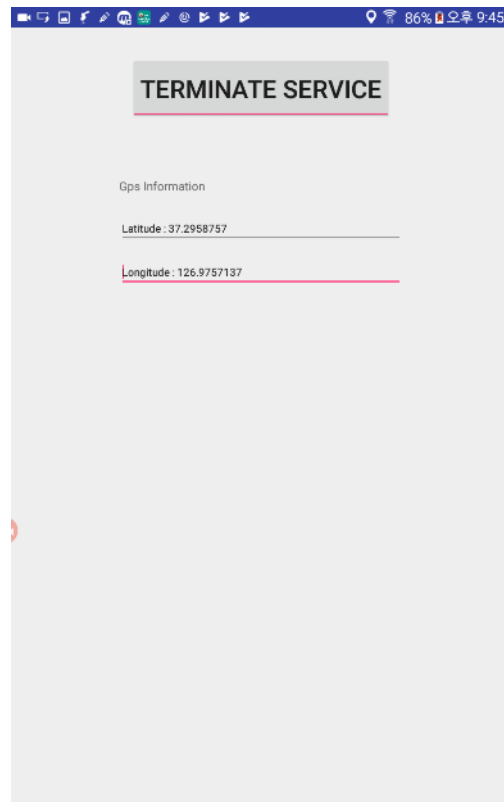 86% 오후 9:45
TERMINATE SERVICE
Gps Information
Latitude : 37.2958757
Longitude : 126.9757137